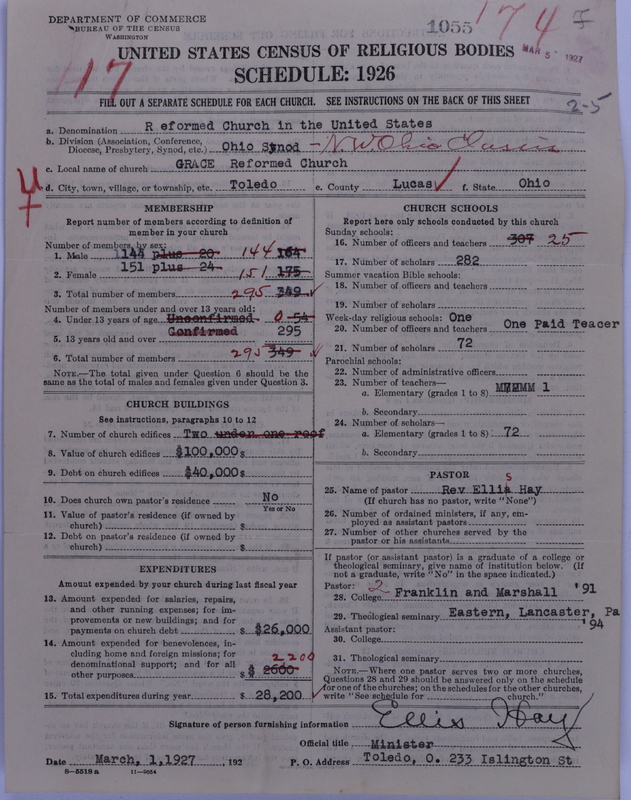 DEPARTMENT OF COMMERCE
BUREAU OF THE CENSUS
WASHINGTON
1055
174
MAR 5 1927
117
UNITED STATES CENSUS OF RELIGIOUS BODIES
SCHEDULE: 1926
FILL OUT A SEPARATE SCHEDULE FOR EACH CHURCH. SEE INSTRUCTIONS ON THE BACK OF THIS SHEET
2-5
a. Denomination Reformed Church in the United States
b. Division (Association, Conference, Diocese, Presbytery, Synod, etc.) Ohio Synod - N W Ohio Classis
c. Local name of church GRACE Reformed Church
d. City, town, village, or township, etc. Toledo e. County Lucas f. State Ohio
MEMBERSHIP
Report number of members according to definition of
member in your church
Number of members, by sex:
1. Male 144 plus 20 144 164
2. Female 151 plus 24 151 175
3. Total number of members 295 349
Number of members under and over 13 years old:
4. Under 13 years of age Unconfirmed 0 54
5. 13 years old and over Confirmed 295
6. Total number of members 295 349
NOTE.—The total given under Question 6 should be the
same as the total of males and females given under Question 3.
CHURCH BUILDINGS
See instructions, paragraphs 10 to 12
7. Number of church edifices Two under one roof
8. Value of church edifices $100,000 $
9. Debt on church edifices $40,000 $
10. Does church own pastor's residence No
Yes or No
11. Value of pastor's residence (if owned by
church) $
12. Debt on pastor's residence (if owned by
church) $
EXPENDITURES
Amount expended by your church during last fiscal year
13. Amount expended for salaries, repairs,
and other running expenses; for im-
provements or new buildings; and for
payments on church debt $ $26,000
14. Amount expended for benevolences, in-
cluding home and foreign missions; for
denominational support; and for all
other purposes $ $ 2600 2200
15. Total expenditures during year $ 28,200
CHURCH SCHOOLS
Report here only schools conducted by this church
Sunday schools:
16. Number of officers and teachers 307 25
17. Number of scholars 282
Summer vacation Bible schools:
18. Number of officers and teachers
19. Number of scholars
Week-day religious schools: One
20. Number of officers and teachers One Paid Teacer
21. Number of scholars 72
Parochial schools:
22. Number of administrative officers
23. Number of teachers—
a. Elementary (grades 1 to 8) 1
b. Secondary
24. Number of scholars—
a. Elementary (grades 1 to 8) 72
b. Secondary
PASTOR
25. Name of pastor Rev Ellis Hay
(If church has no pastor, write "None")
26. Number of ordained ministers, if any, em-
ployed as assistant pastors
27. Number of other churches served by the
pastor or his assistants
If pastor (or assistant pastor) is a graduate of a college or
theological seminary, give name of institution below. (If
not a graduate, write "No" in the space indicated.)
Pastor: 2
28. College Franklin and Marshall '91
29. Theological seminary Eastern, Lancaster, Pa '94
Assistant pastor:
30. College
31. Theological seminary
NOTE.—Where one pastor serves two or more churches,
Questions 28 and 29 should be answered only on the schedule
for one of the churches; on the schedules for the other churches,
write "See schedule for church."
Signature of person furnishing information Ellis Hay
Official title Minister
Date March, 1, 1927, 192 P. O. Address Toledo, O. 233 Islington St
8-5518a 11-9054